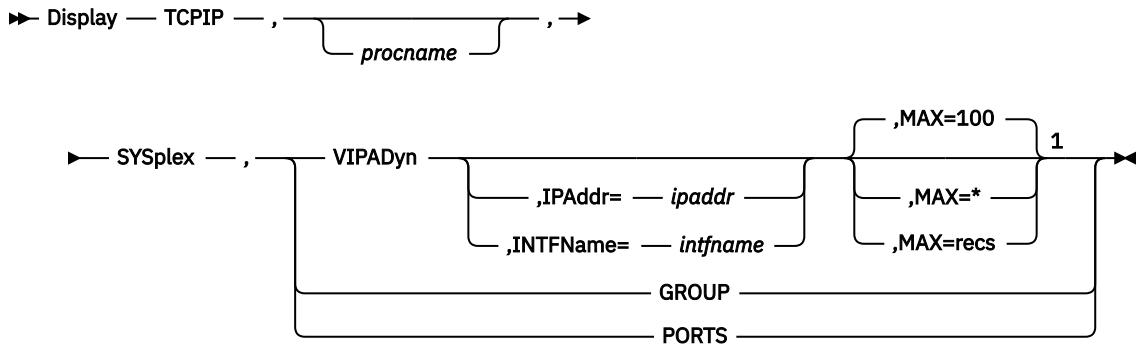 Display TCPIP , , 
procname
,MAX=100
SYSplex , VIPADyn 1
,IPAddr= ipaddr ,MAX=*
,INTFName= intfname ,MAX=recs
GROUP
PORTS